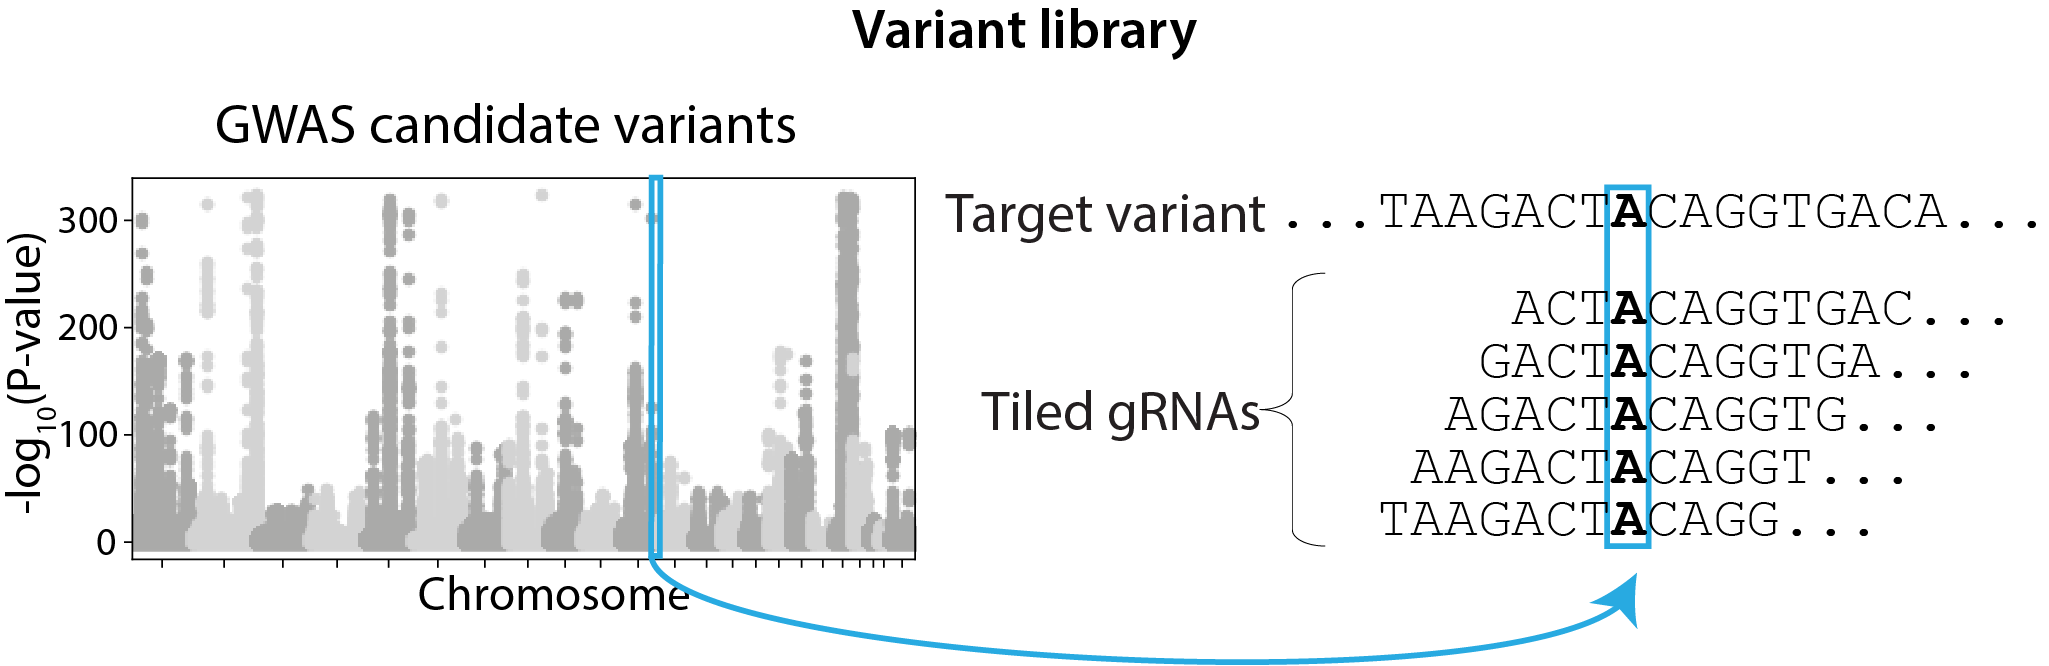 Variant library
GWAS candidate variants
-log10(P-value)
300
200
100
0
Chromosome
Target variant ...TAAGACTACAGGTGACA...
Tiled gRNAs
ACTACAGGTGAC...
GACTACAGGTGA...
AGACTACAGGTG...
AAGACTACAGGT...
TAAGACTACAGG...